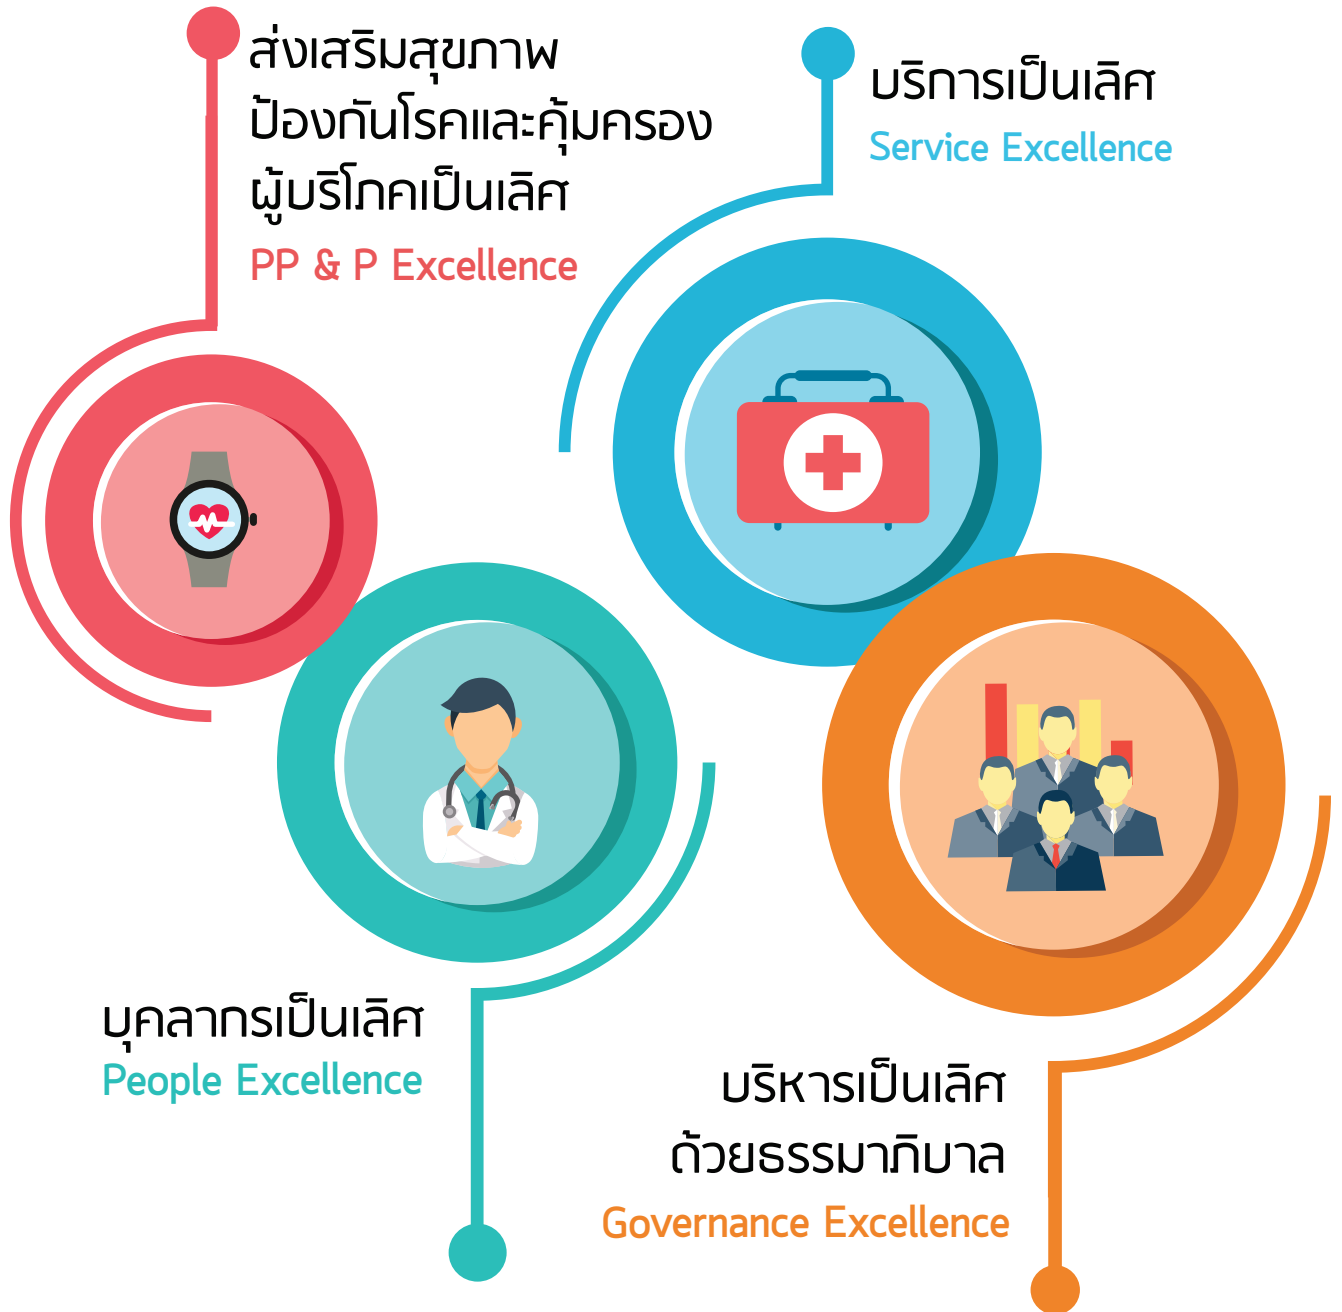 ส่งเสริมสุขภาพ
ป้องกันโรคและคุ้มครอง
ผู้บริโภคเป็นเลิศ
PP & P Excellence
บริการเป็นเลิศ
Service Excellence
บุคลากรเป็นเลิศ
People Excellence
บริหารเป็นเลิศ
ด้วยธรรมาภิบาล
Governance Excellence